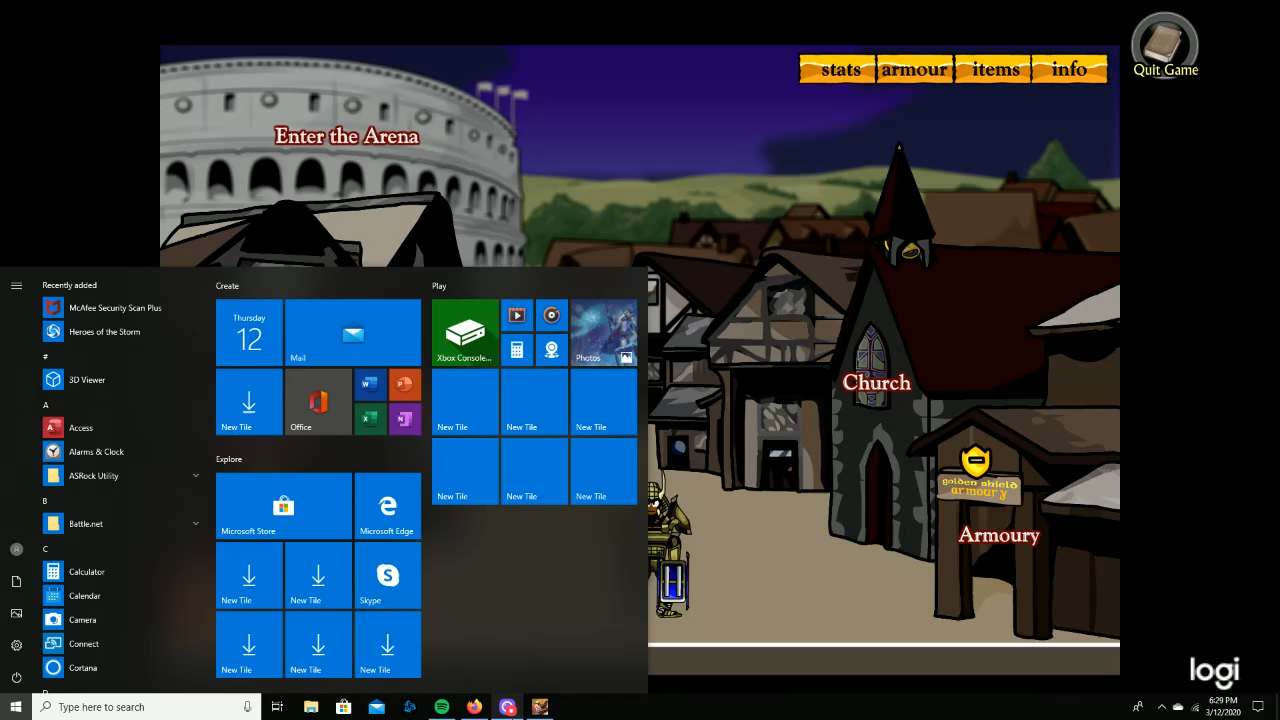 Quit Game
stats armour items info
Enter the Arena
Church
golden shield
armoury
Armoury
Recently added
McAfee Security Scan Plus
Heroes of the Storm
#
3D Viewer
A
Access
Alarms & Clock
ASRock Utility
B
Battle.net
C
Calculator
Calendar
Camera
Connect
Cortana
Create
Thursday
12
Mail
New Tile
Office
Explore
Microsoft Store
Microsoft Edge
New Tile
New Tile
Skype
New Tile
New Tile
New Tile
Play
Xbox Console...
Photos
New Tile
New Tile
New Tile
New Tile
New Tile
New Tile
logi
Type here to search
6:29 PM
3/12/2020